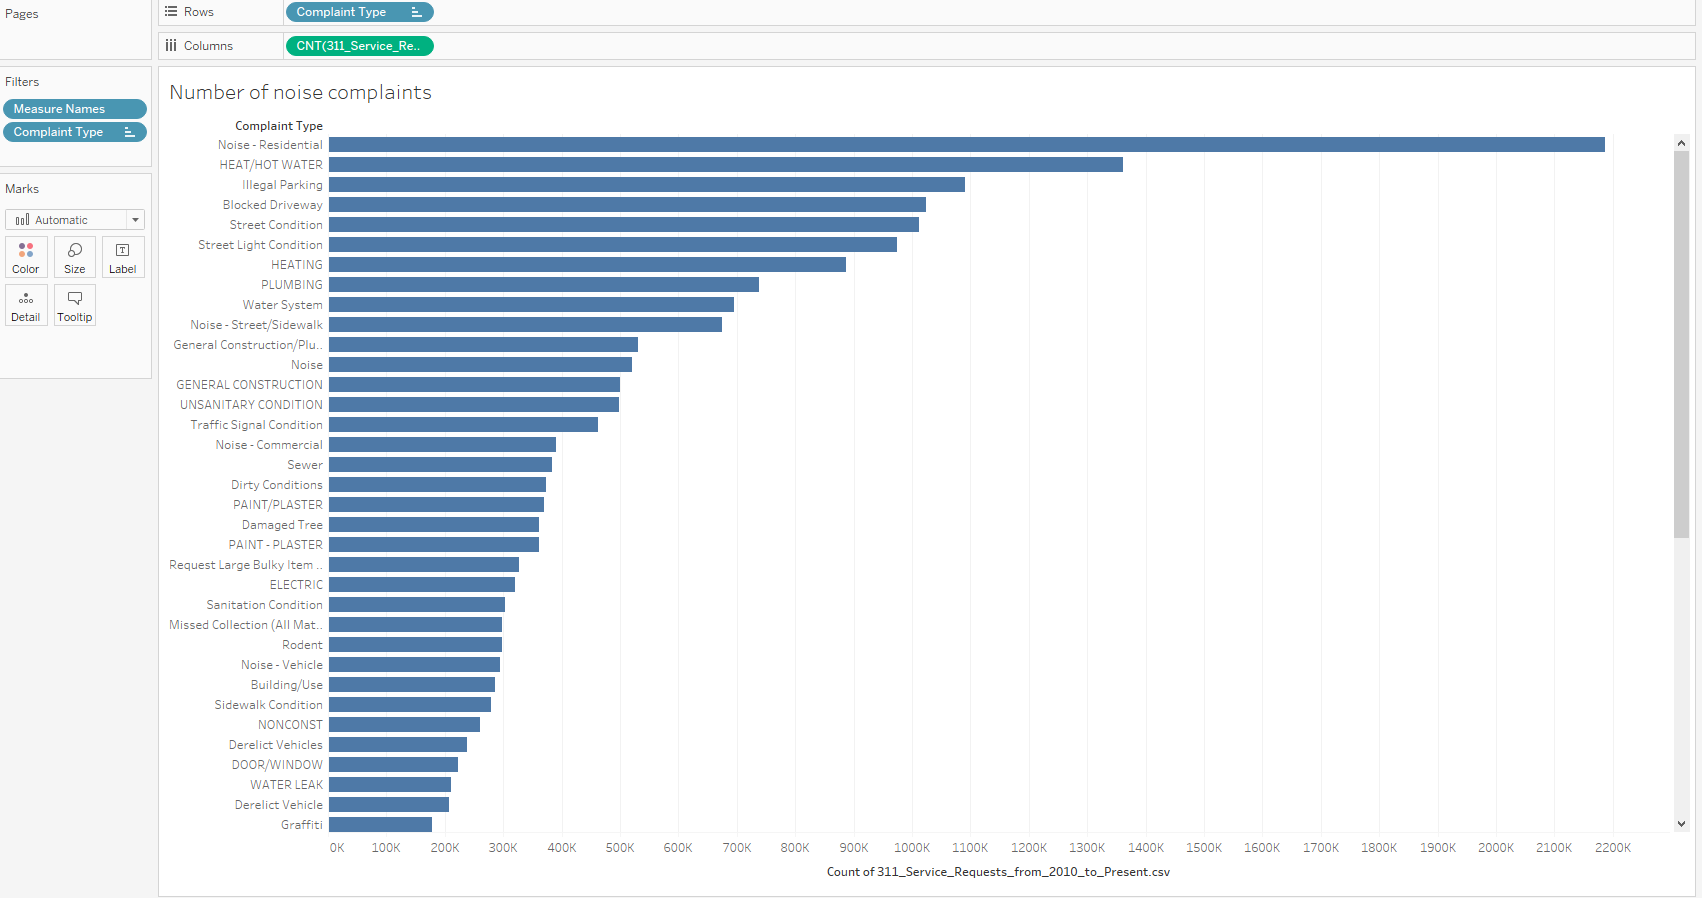 Pages
Rows
Complaint Type
Columns
CNT(311_Service_Re..
Filters
Measure Names
Complaint Type
Marks
Automatic
Color
Size
T
Label
Detail
Tooltip
Number of noise complaints
Complaint Type
Noise - Residential
HEAT/HOT WATER
Illegal Parking
Blocked Driveway
Street Condition
Street Light Condition
HEATING
PLUMBING
Water System
Noise - Street/Sidewalk
General Construction/Plu..
Noise
GENERAL CONSTRUCTION
UNSANITARY CONDITION
Traffic Signal Condition
Noise - Commercial
Sewer
Dirty Conditions
PAINT/PLASTER
Damaged Tree
PAINT - PLASTER
Request Large Bulky Item ..
ELECTRIC
Sanitation Condition
Missed Collection (All Mat..
Rodent
Noise - Vehicle
Building/Use
Sidewalk Condition
NONCONST
Derelict Vehicles
DOOR/WINDOW
WATER LEAK
Derelict Vehicle
Graffiti
0K 100K 200K 300K 400K 500K 600K 700K 800K 900K 1000K 1100K 1200K 1300K 1400K 1500K 1600K 1700K 1800K 1900K 2000K 2100K 2200K
Count of 311_Service_Requests_from_2010_to_Present.csv